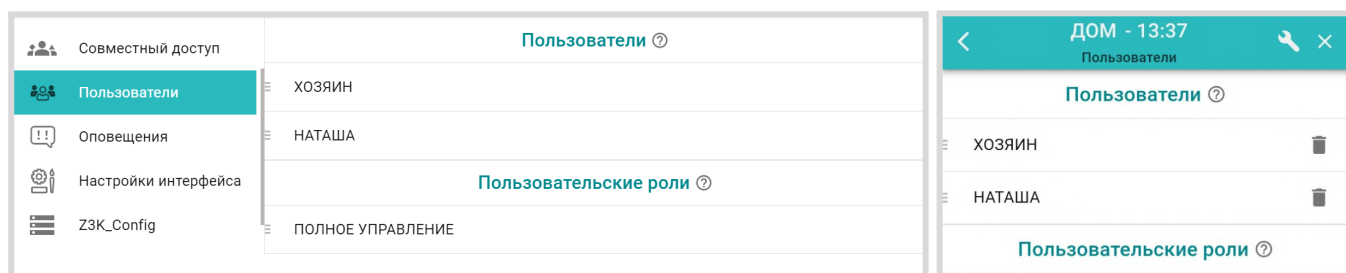 Совместный доступ
Пользователи
Оповещения
Настройки интерфейса
Z3K_Config
Пользователи ?
ХОЗЯИН
НАТАША
Пользовательские роли ?
ПОЛНОЕ УПРАВЛЕНИЕ
ДОМ - 13:37
Пользователи
Пользователи ?
ХОЗЯИН
НАТАША
Пользовательские роли ?